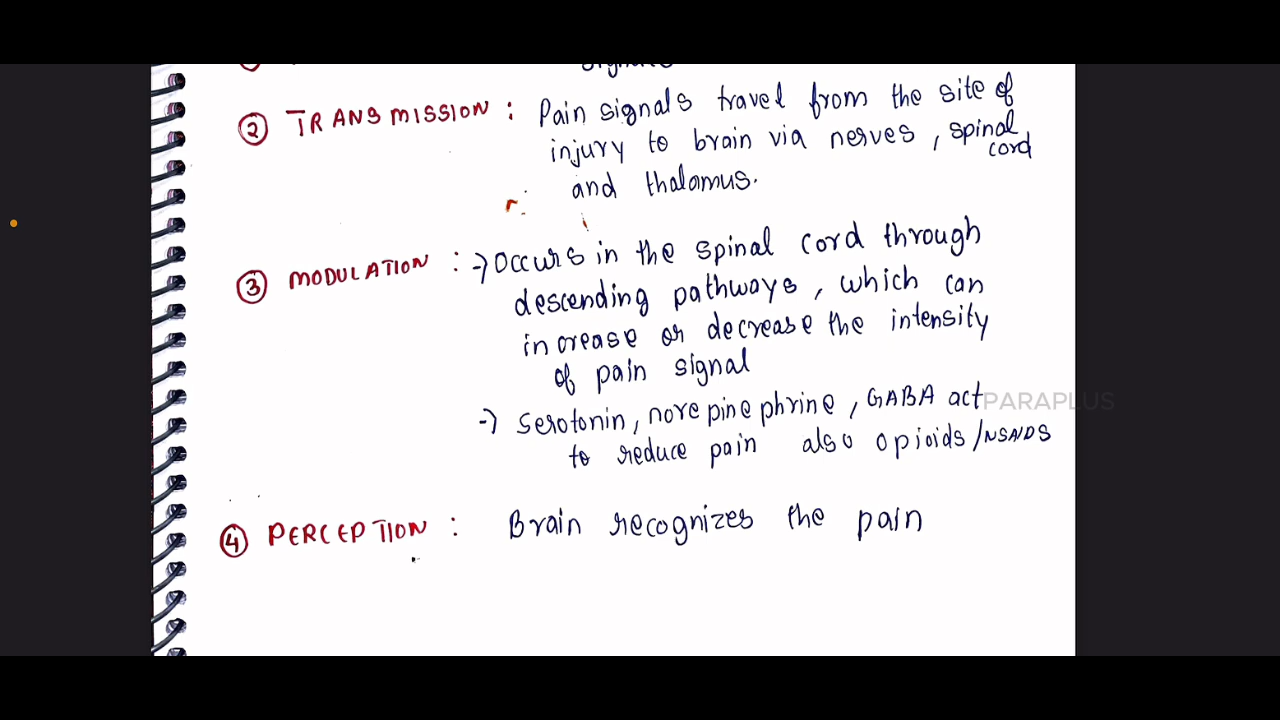 ② TRANSMISSION : Pain signals travel from the site of
injury to brain via nerves, spinal cord
and thalamus.
③ MODULATION : → Occurs in the spinal cord through
descending pathways, which can
increase or decrease the intensity
of pain signal
→ Serotonin, norepinephrine, GABA act
to reduce pain also opioids/NSAIDS
PARAPLUS
④ PERCEPTION : Brain recognizes the pain